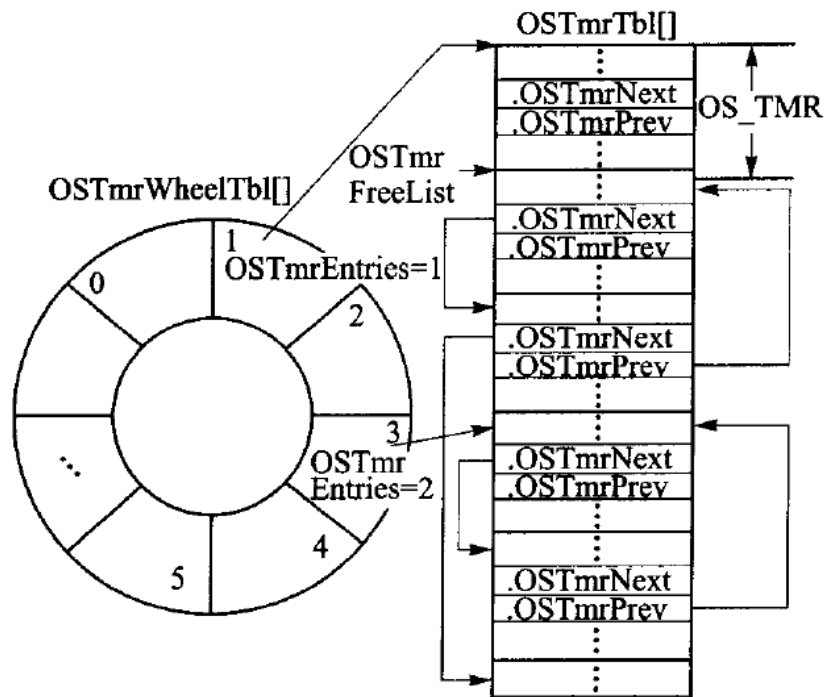 OSTmrTbl[]
.OSTmrNext
.OSTmrPrev
OS_TMR
OSTmr
FreeList
OSTmrWheelTbl[]
.OSTmrNext
.OSTmrPrev
0
1
OSTmrEntries=1
2
.OSTmrNext
.OSTmrPrev
3
OSTmr
Entries=2
.OSTmrNext
.OSTmrPrev
...
4
5
.OSTmrNext
.OSTmrPrev